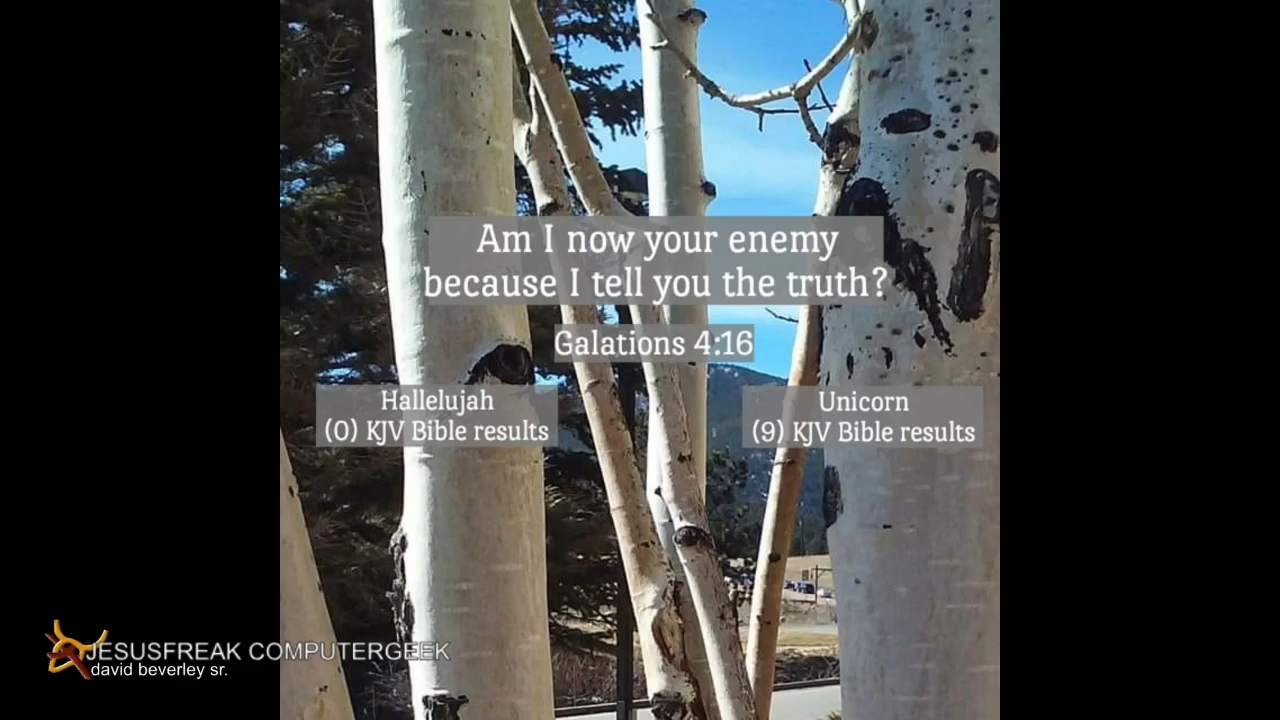 Am I now your enemy
because I tell you the truth?
Galations 4:16
Hallelujah
(0) KJV Bible results
Unicorn
(9) KJV Bible results
JESUSFREAK COMPUTERGEEK
david beverley sr.